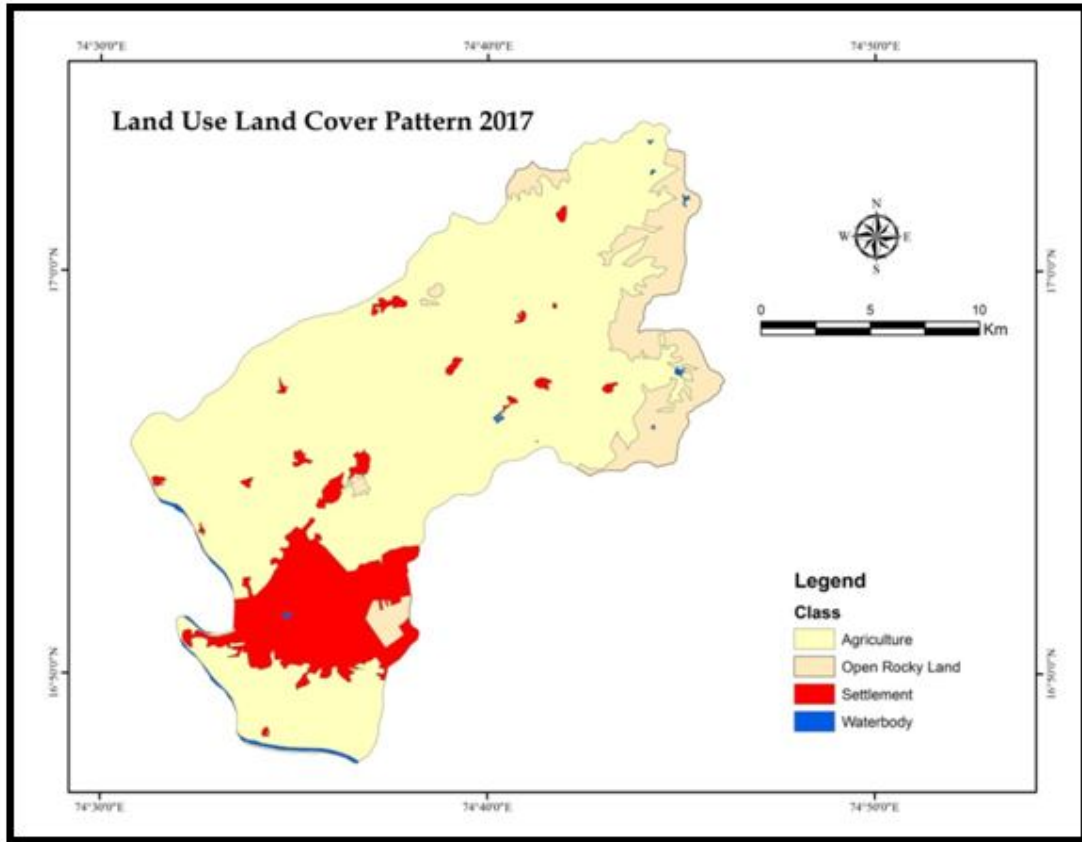 74°30'0"E 74°40'0"E 74°50'0"E
Land Use Land Cover Pattern 2017
N
W E
S
17°0'0"N 17°0'0"N
0 5 10
Km
Legend
Class
Agriculture
Open Rocky Land
Settlement
Waterbody
16°50'0"N 16°50'0"N
74°30'0"E 74°40'0"E 74°50'0"E